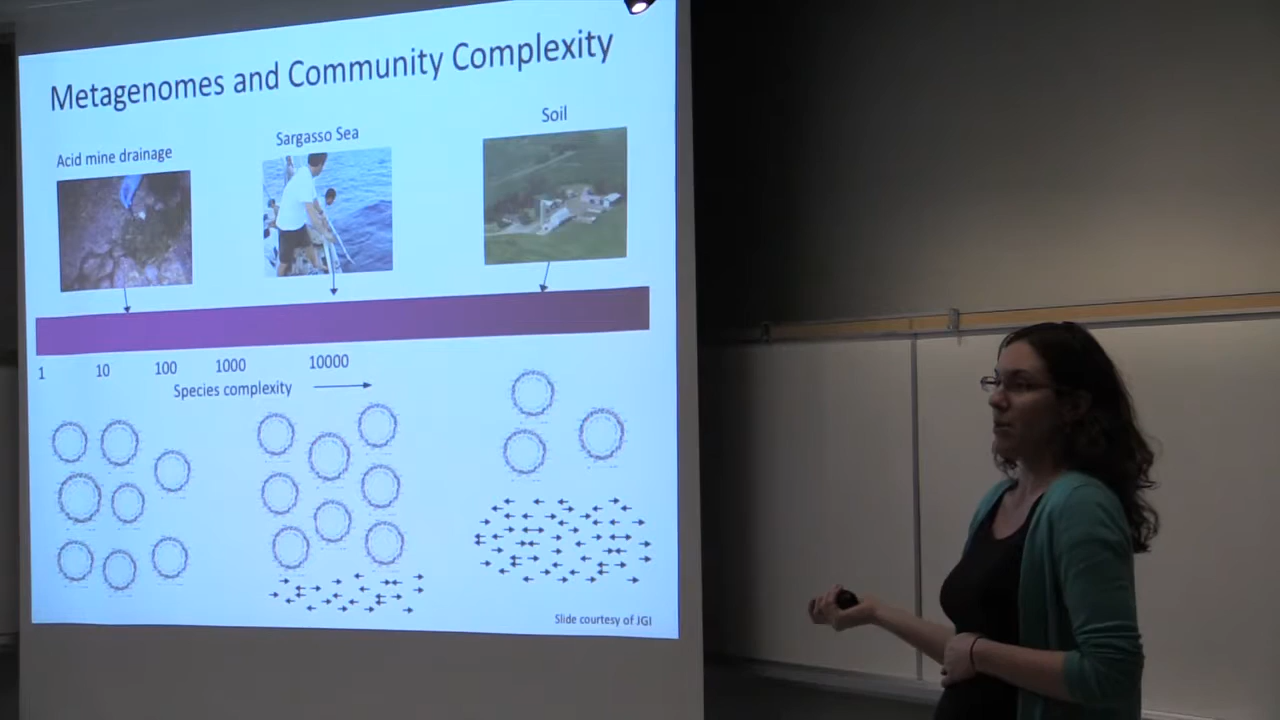 Metagenomes and Community Complexity
Acid mine drainage
Sargasso Sea
Soil
1 10 100 1000 10000
Species complexity
Slide courtesy of JGI